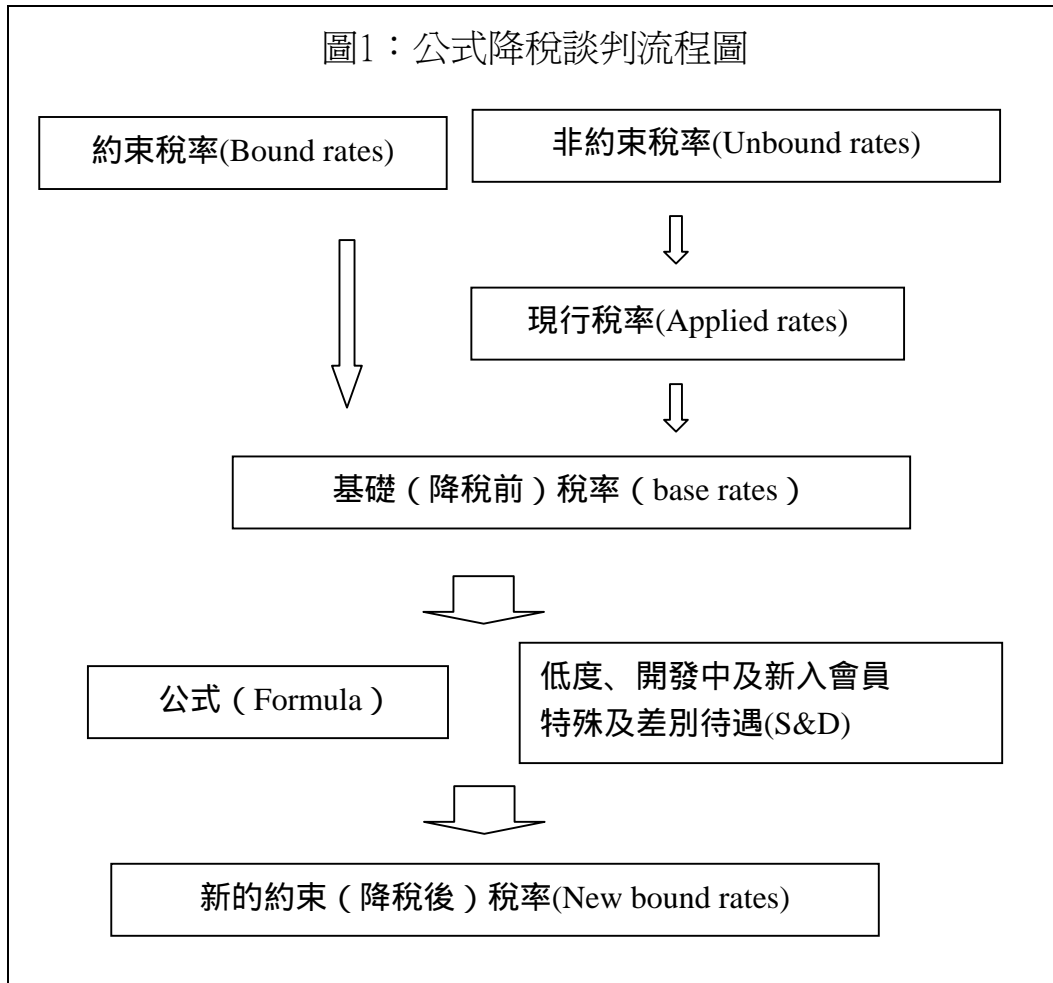 圖1：公式降稅談判流程圖
約束稅率(Bound rates)
非約束稅率(Unbound rates)
現行稅率(Applied rates)
基礎（降稅前）稅率（base rates）
公式（Formula）
低度、開發中及新入會員
特殊及差別待遇(S&D)
新的約束（降稅後）稅率(New bound rates)